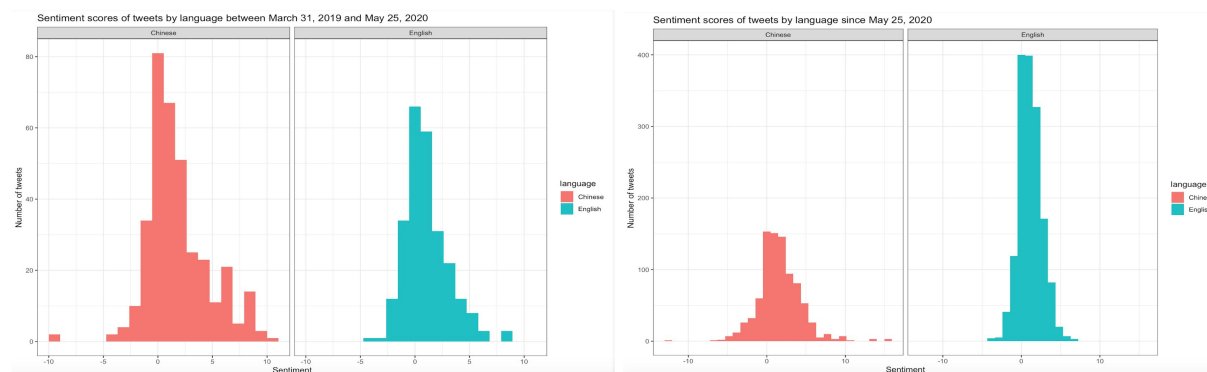 Sentiment scores of tweets by language between March 31, 2019 and May 25, 2020
Chinese
English
80
60
40
20
0
Number of tweets
-10
-5
0
5
10
-10
-5
0
5
10
Sentiment
language
Chinese
English
Sentiment scores of tweets by language since May 25, 2020
Chinese
English
400
300
200
100
0
Number of tweets
-10
0
10
-10
0
10
Sentiment
language
Chine
Englis